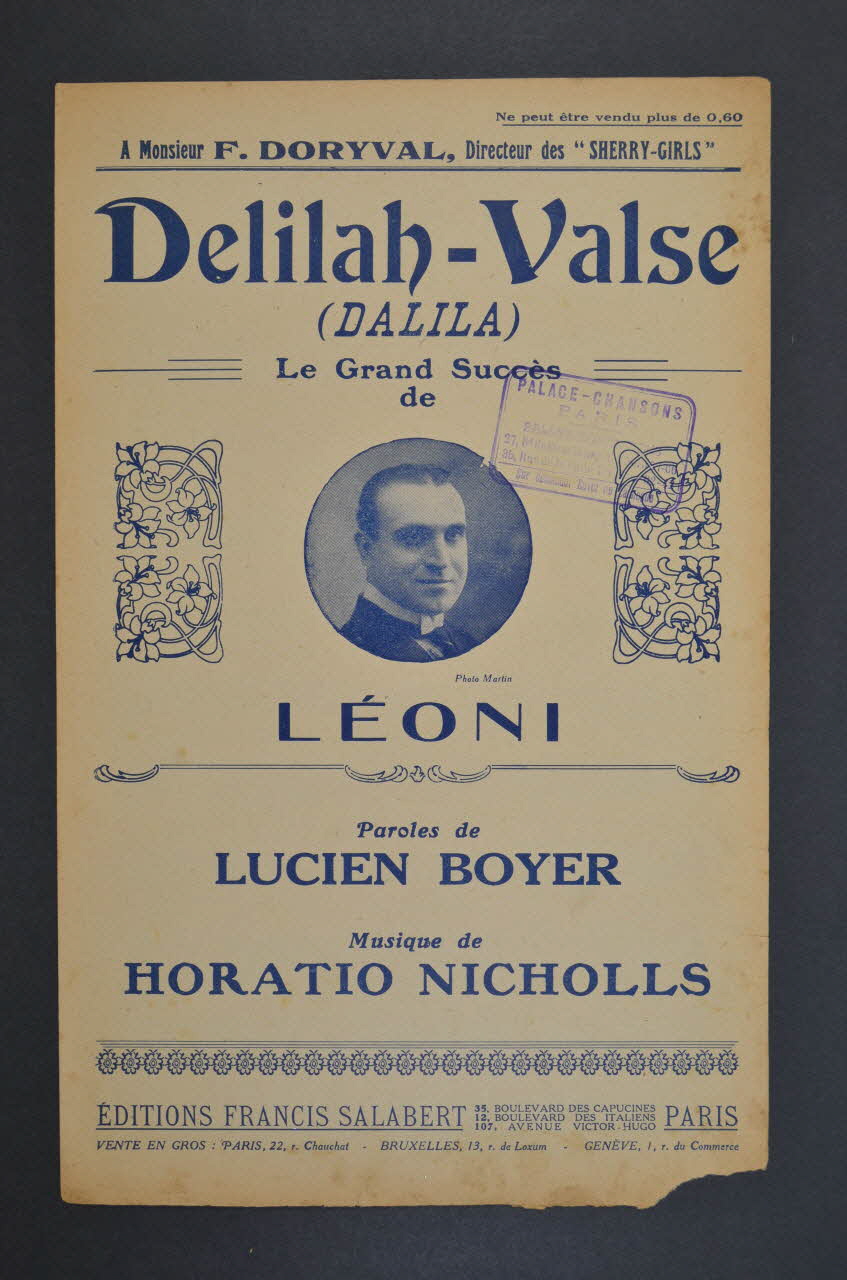 Ne peut être vendu plus de 0,60
A Monsieur F. DORYVAL, Directeur des "SHERRY-GIRLS"
Delilah-Valse
(DALILA)
Le Grand Succès
de
PALACE-CHANSONS
PARIS
Photo Martin
LÉONI
Paroles de
LUCIEN BOYER
Musique de
HORATIO NICHOLLS
ÉDITIONS FRANCIS SALABERT
35, BOULEVARD DES CAPUCINES
12, BOULEVARD DES ITALIENS
107, AVENUE VICTOR-HUGO
PARIS
VENTE EN GROS : PARIS, 22, r. Chauchat - BRUXELLES, 13, r. de Loxum - GENÈVE, 1, r. du Commerce